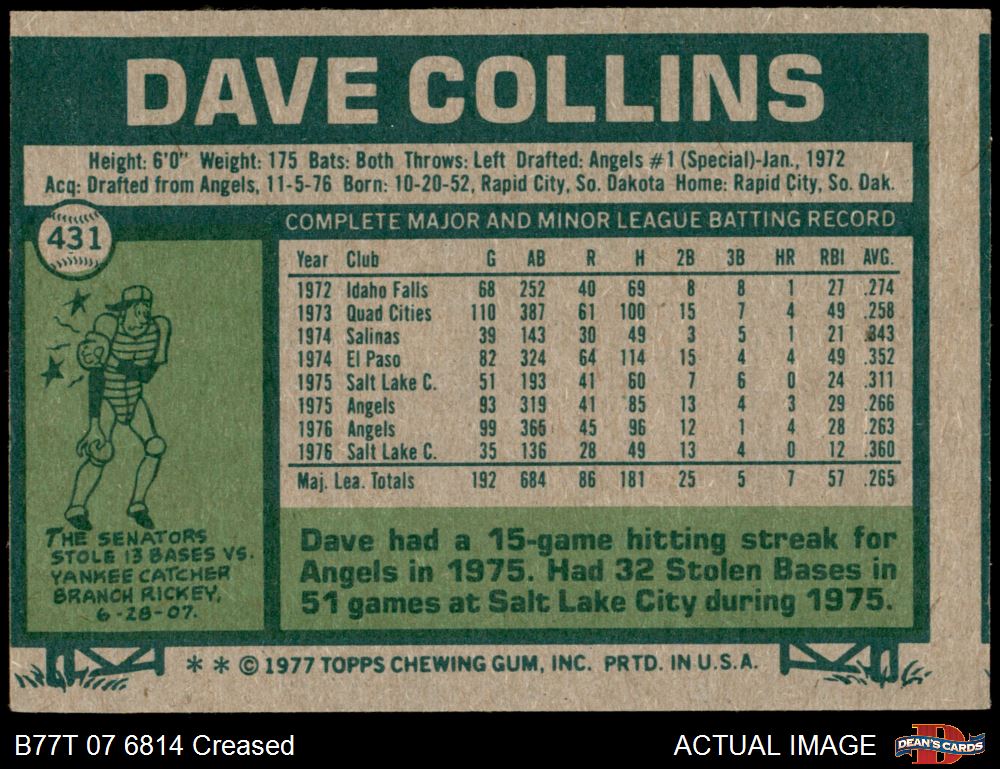 DAVE COLLINS
Height: 6'0" Weight: 175 Bats: Both Throws: Left Drafted: Angels #1 (Special)-Jan., 1972
Acq: Drafted from Angels, 11-5-76 Born: 10-20-52, Rapid City, So. Dakota Home: Rapid City, So. Dak.
431
COMPLETE MAJOR AND MINOR LEAGUE BATTING RECORD
Year Club G AB R H 2B 3B HR RBI AVG.
1972 Idaho Falls 68 252 40 69 8 8 1 27 .274
1973 Quad Cities 110 387 61 100 15 7 4 49 .258
1974 Salinas 39 143 30 49 3 5 1 21 .343
1974 El Paso 82 324 64 114 15 4 4 49 .352
1975 Salt Lake C. 51 193 41 60 7 6 0 24 .311
1975 Angels 93 319 41 85 13 4 3 29 .266
1976 Angels 99 365 45 96 12 1 4 28 .263
1976 Salt Lake C. 35 136 28 49 13 4 0 12 .360
Maj. Lea. Totals 192 684 86 181 25 5 7 57 .265
THE SENATORS
STOLE 13 BASES VS.
YANKEE CATCHER
BRANCH RICKEY,
6-28-07.
Dave had a 15-game hitting streak for
Angels in 1975. Had 32 Stolen Bases in
51 games at Salt Lake City during 1975.
* * © 1977 TOPPS CHEWING GUM, INC. PRTD. IN U.S.A.
B77T 07 6814 Creased
ACTUAL IMAGE
DEAN'S CARDS